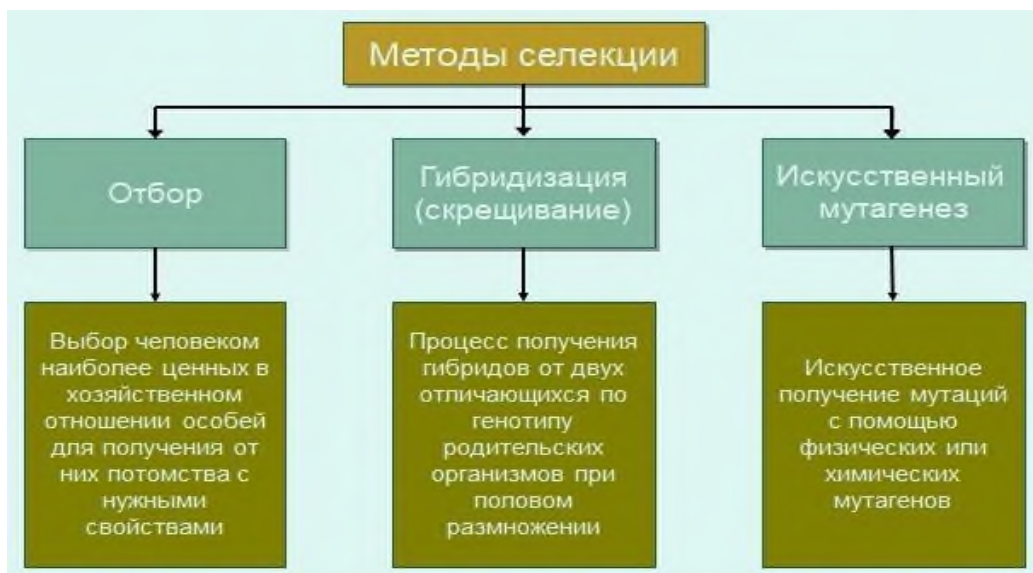 Методы селекции
Отбор
Гибридизация
(скрещивание)
Искусственный
мутагенез
Выбор человеком
наиболее ценных в
хозяйственном
отношении особей
для получения от
них потомства с
нужными
свойствами
Процесс получения
гибридов от двух
отличающихся по
генотипу
родительских
организмов при
половом
размножении
Искусственное
получение мутаций
с помощью
физических или
химических
мутагенов